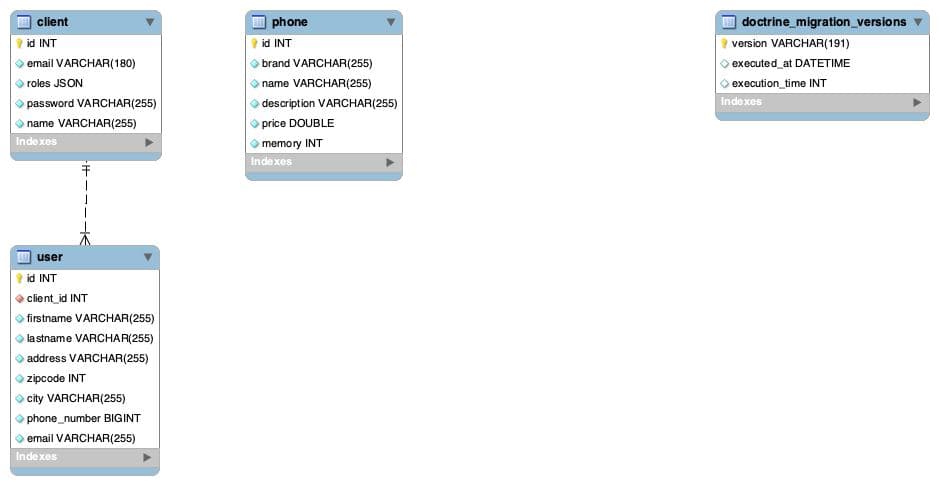 client
id INT
email VARCHAR(180)
roles JSON
password VARCHAR(255)
name VARCHAR(255)
Indexes
phone
id INT
brand VARCHAR(255)
name VARCHAR(255)
description VARCHAR(255)
price DOUBLE
memory INT
Indexes
doctrine_migration_versions
version VARCHAR(191)
executed_at DATETIME
execution_time INT
Indexes
user
id INT
client_id INT
firstname VARCHAR(255)
lastname VARCHAR(255)
address VARCHAR(255)
zipcode INT
city VARCHAR(255)
phone_number BIGINT
email VARCHAR(255)
Indexes